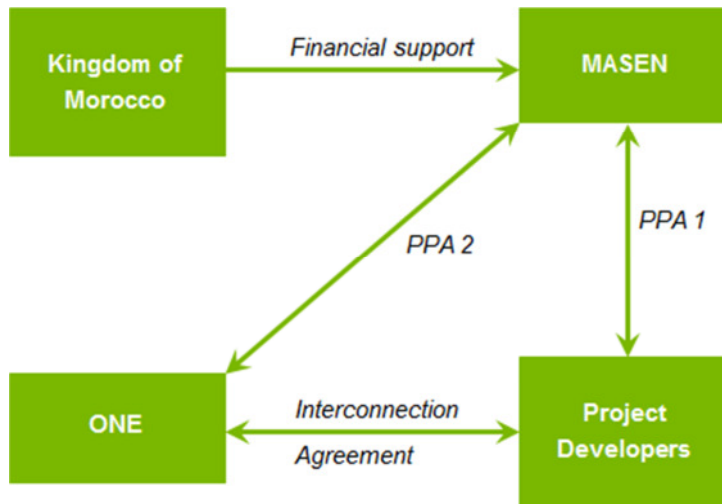 Kingdom of
Morocco
Financial support
MASEN
PPA 2
PPA 1
ONE
Interconnection
Agreement
Project
Developers